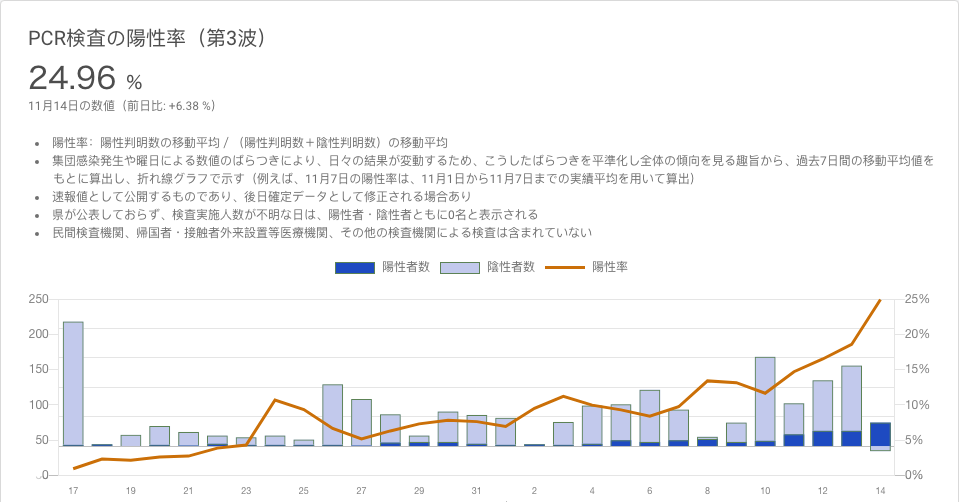 PCR検査の陽性率（第3波）
24.96 %
11月14日の数値（前日比: +6.38 %）
• 陽性率：陽性判明数の移動平均 / （陽性判明数＋陰性判明数）の移動平均
• 集団感染発生や曜日による数値のばらつきにより、日々の結果が変動するため、こうしたばらつきを平準化し全体の傾向を見る趣旨から、過去7日間の移動平均値を
もとに算出し、折れ線グラフで示す（例えば、11月7日の陽性率は、11月1日から11月7日までの実績平均を用いて算出）
• 速報値として公開するものであり、後日確定データとして修正される場合あり
• 県が公表しておらず、検査実施人数が不明な日は、陽性者・陰性者ともに0名と表示される
• 民間検査機関、帰国者・接触者外来設置等医療機関、その他の検査機関による検査は含まれていない
陽性者数 陰性者数 陽性率
250 25%
200 20%
150 15%
100 10%
50 5%
0 0%
17 19 21 23 25 27 29 31 2 4 6 8 10 12 14